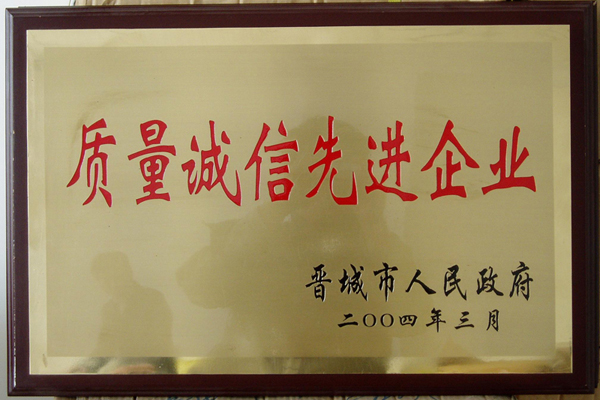 质量诚信先进企业
晋城市人民政府
二〇〇四年三月